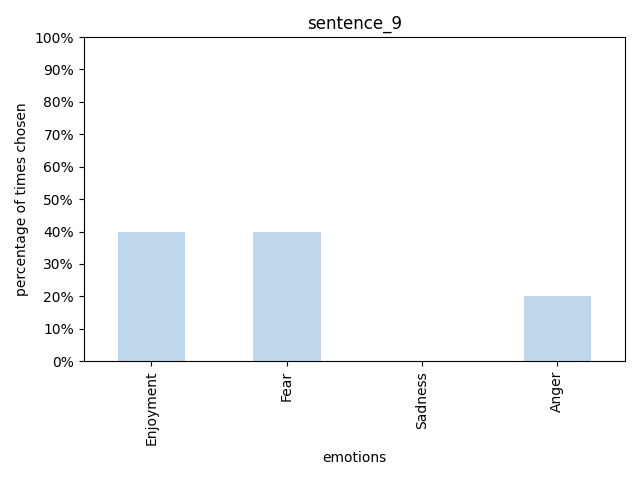 sentence_9
percentage of times chosen
100%
90%
80%
70%
60%
50%
40%
30%
20%
10%
0%
Enjoyment
Fear
Sadness
Anger
emotions